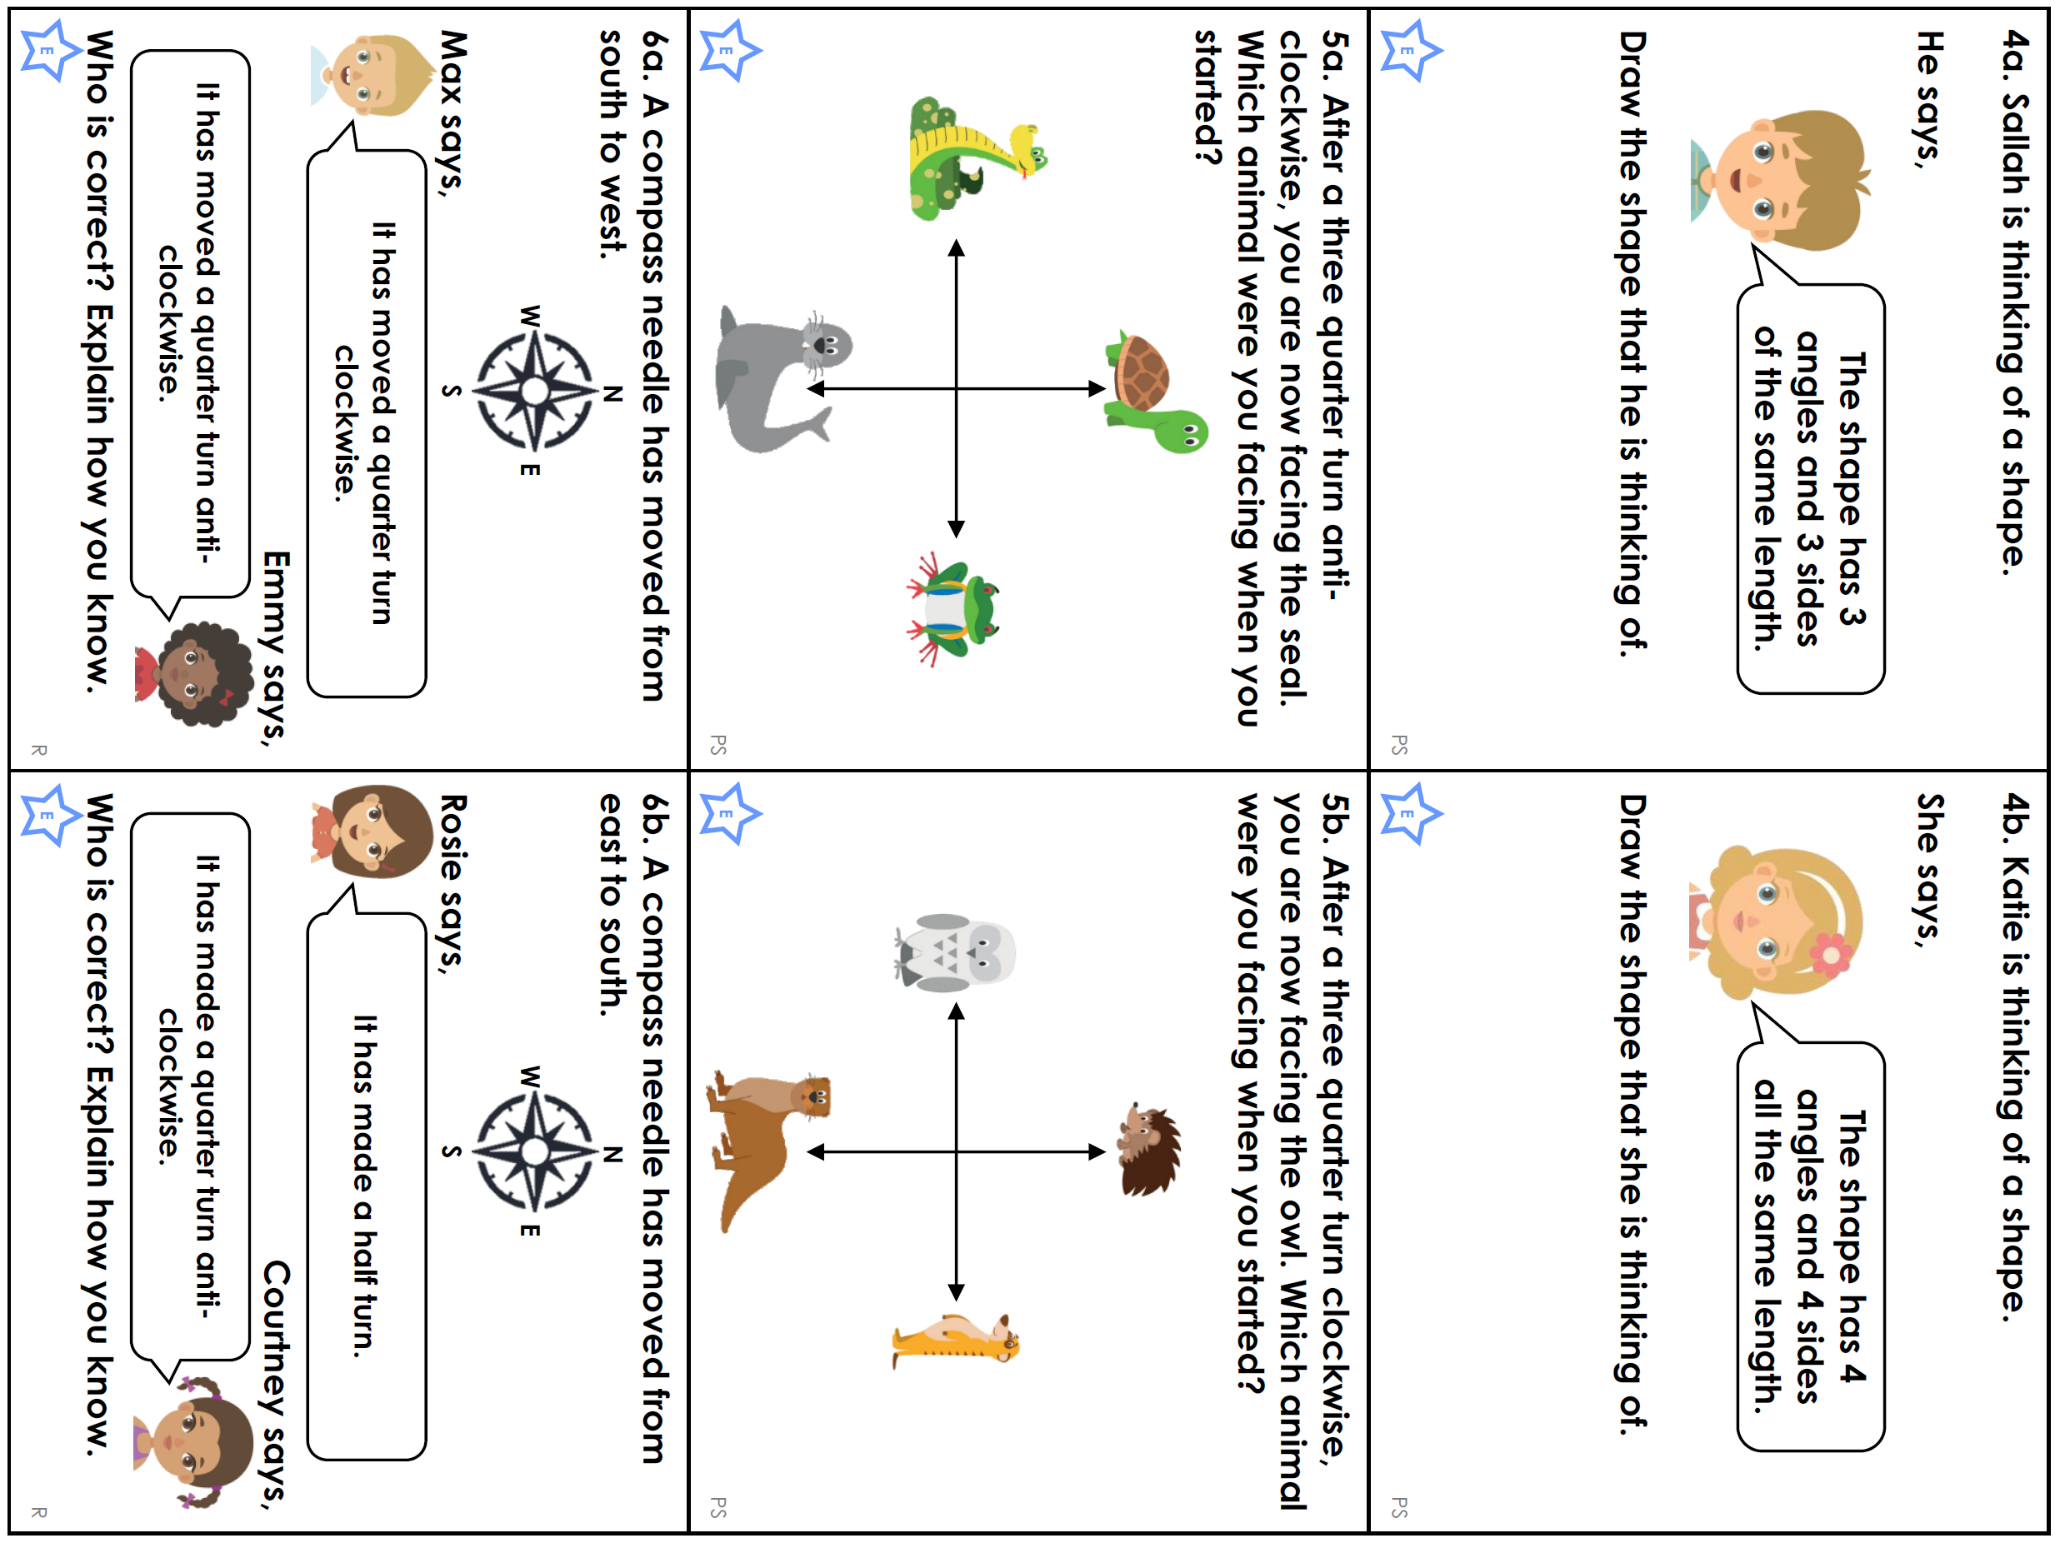 4a. Sallah is thinking of a shape.
He says,
The shape has 3
angles and 3 sides
of the same length.
Draw the shape that he is thinking of.
E
PS
4b. Katie is thinking of a shape.
She says,
The shape has 4
angles and 4 sides
all the same length.
Draw the shape that she is thinking of.
E
PS
5a. After a three quarter turn anti-
clockwise, you are now facing the seal.
Which animal were you facing when you
started?
E
PS
5b. After a three quarter turn clockwise,
you are now facing the owl. Which animal
were you facing when you started?
E
PS
6a. A compass needle has moved from
south to west.
N
W
E
S
Max says,
It has moved a quarter turn
clockwise.
Emmy says,
It has moved a quarter turn anti-
clockwise.
Who is correct? Explain how you know.
E
R
6b. A compass needle has moved from
east to south.
N
W
E
S
Rosie says,
It has made a half turn.
Courtney says,
It has made a quarter turn anti-
clockwise.
Who is correct? Explain how you know.
E
R